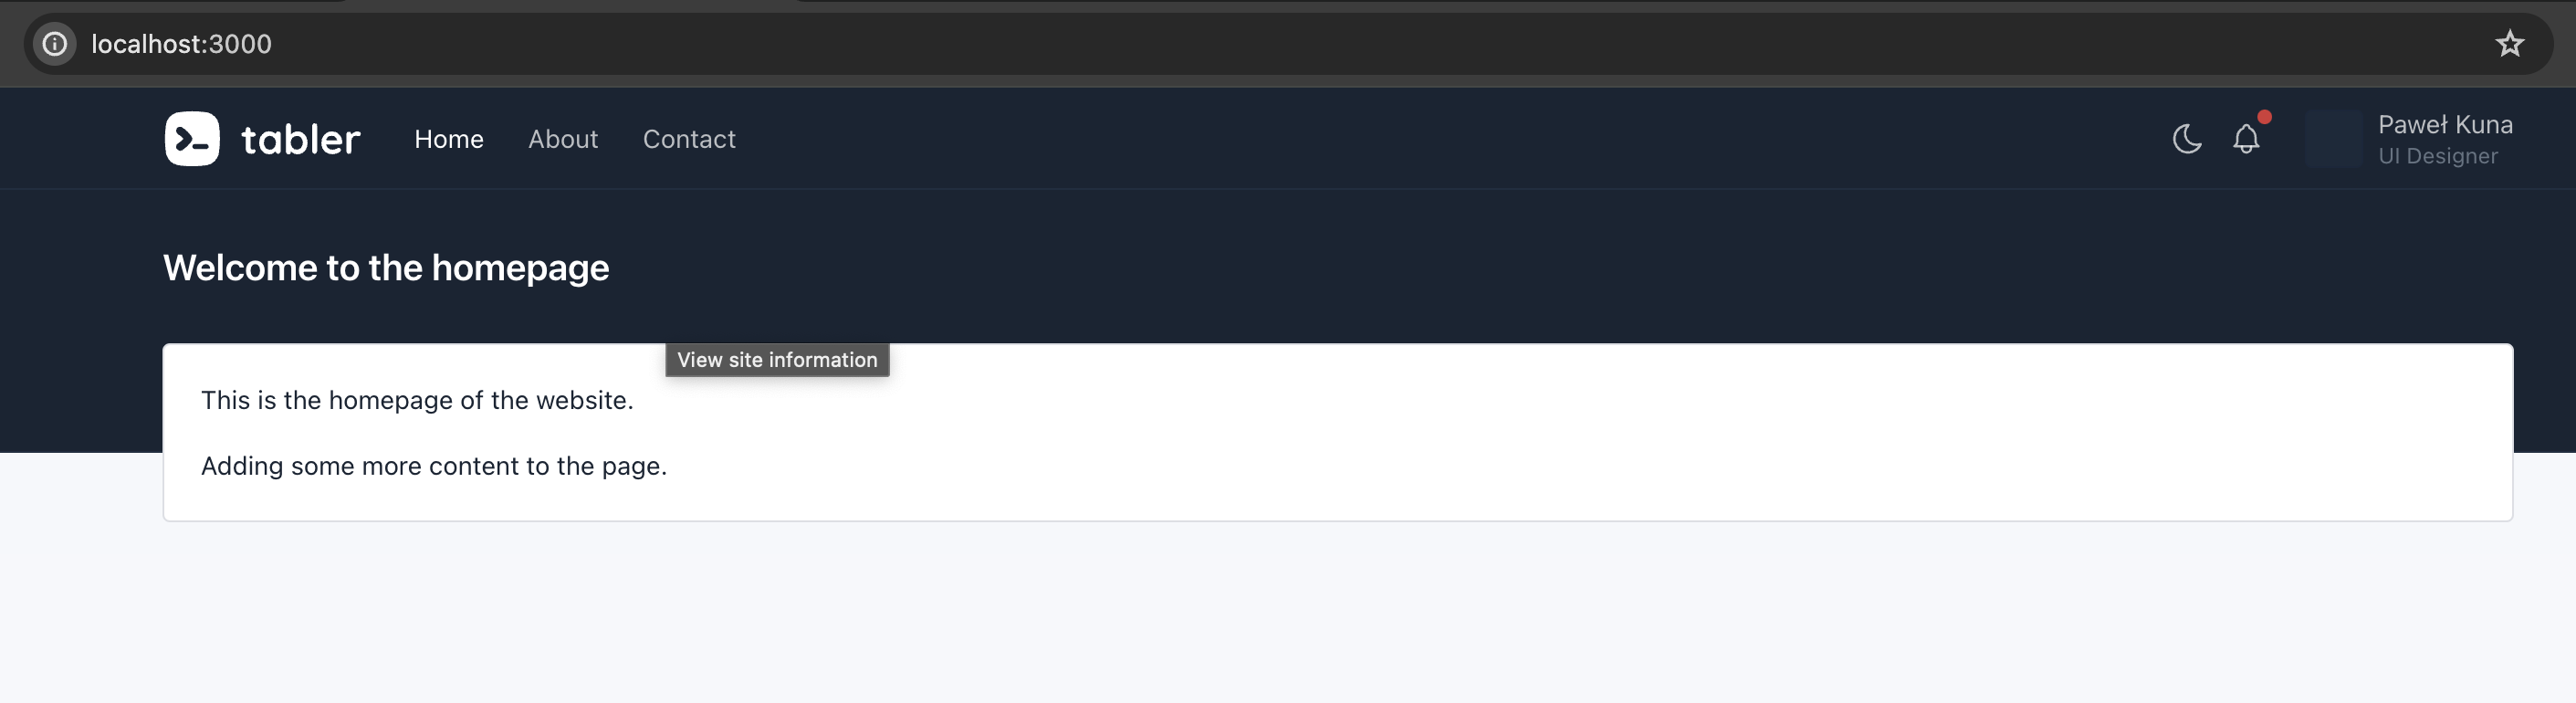 localhost:3000
tabler Home About Contact
Paweł Kuna
UI Designer
Welcome to the homepage
View site information
This is the homepage of the website.
Adding some more content to the page.